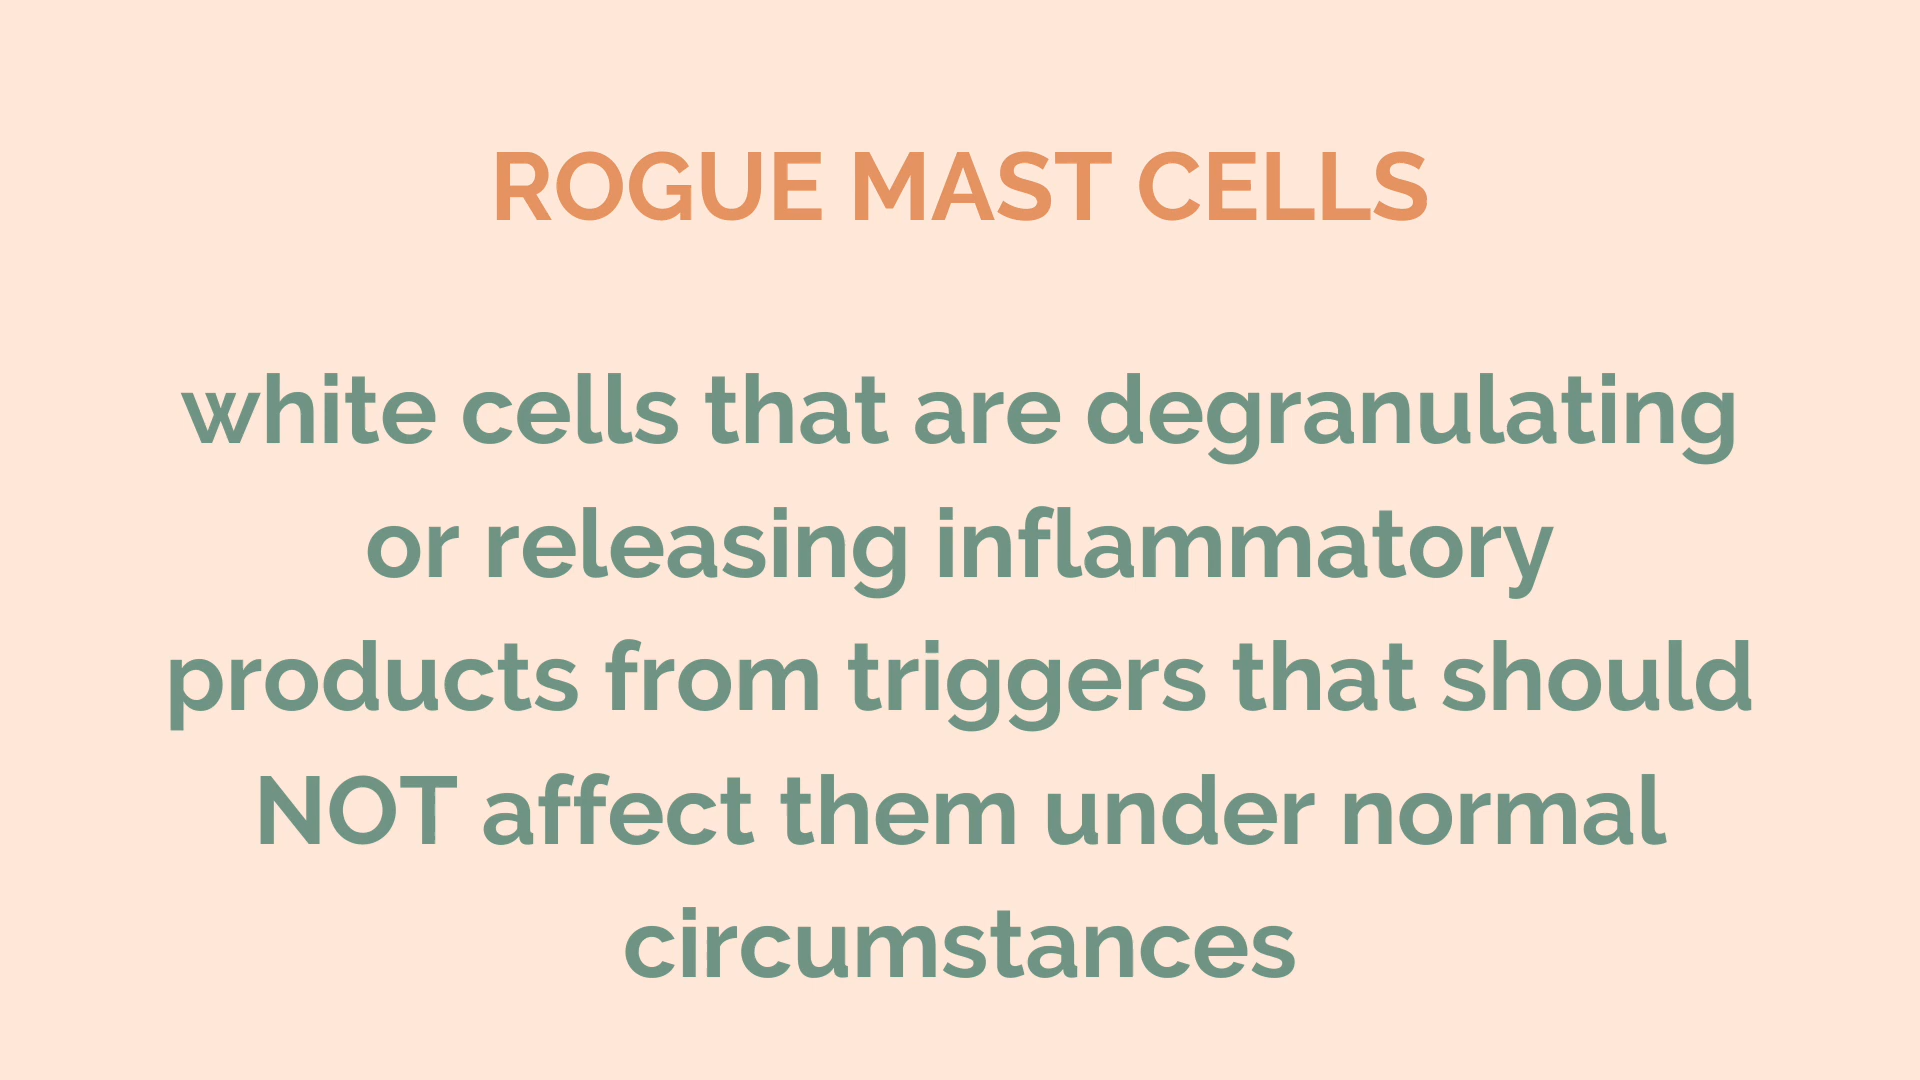 ROGUE MAST CELLS
white cells that are degranulating
or releasing inflammatory
products from triggers that should
NOT affect them under normal
circumstances